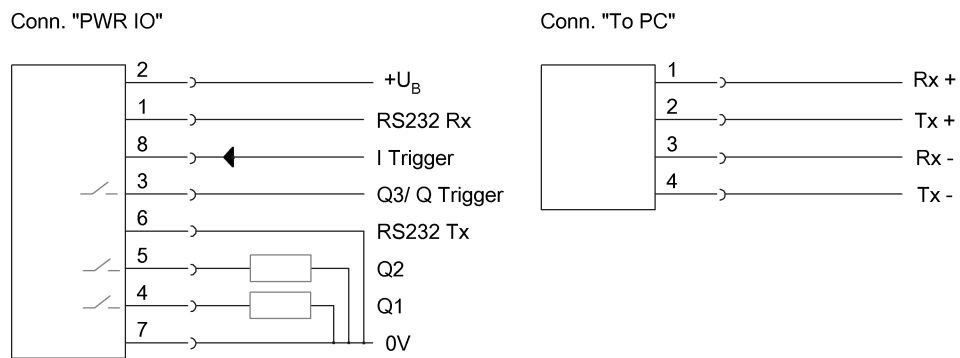 Conn. "PWR IO"
2 +U_B
1 RS232 Rx
8 I Trigger
3 Q3/ Q Trigger
6 RS232 Tx
5 Q2
4 Q1
7 0V
Conn. "To PC"
1 Rx +
2 Tx +
3 Rx -
4 Tx -